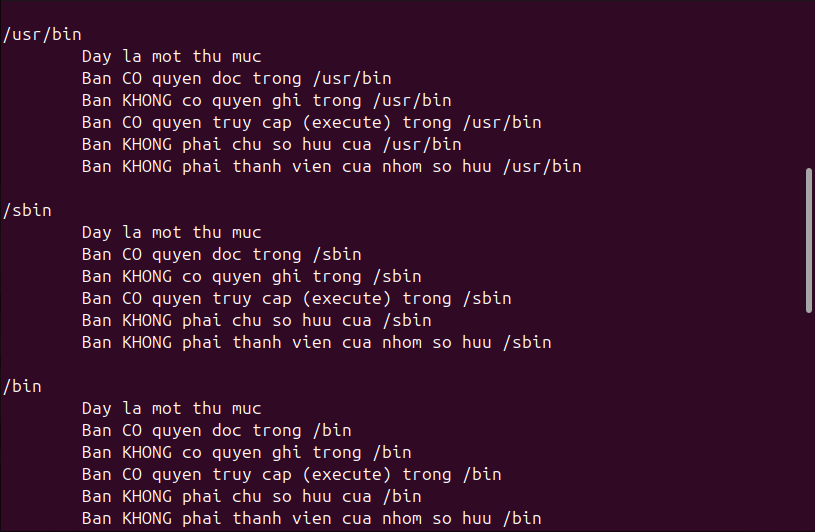 /usr/bin
Day la mot thu muc
Ban CO quyen doc trong /usr/bin
Ban KHONG co quyen ghi trong /usr/bin
Ban CO quyen truy cap (execute) trong /usr/bin
Ban KHONG phai chu so huu cua /usr/bin
Ban KHONG phai thanh vien cua nhom so huu /usr/bin
/sbin
Day la mot thu muc
Ban CO quyen doc trong /sbin
Ban KHONG co quyen ghi trong /sbin
Ban CO quyen truy cap (execute) trong /sbin
Ban KHONG phai chu so huu cua /sbin
Ban KHONG phai thanh vien cua nhom so huu /sbin
/bin
Day la mot thu muc
Ban CO quyen doc trong /bin
Ban KHONG co quyen ghi trong /bin
Ban CO quyen truy cap (execute) trong /bin
Ban KHONG phai chu so huu cua /bin
Ban KHONG phai thanh vien cua nhom so huu /bin